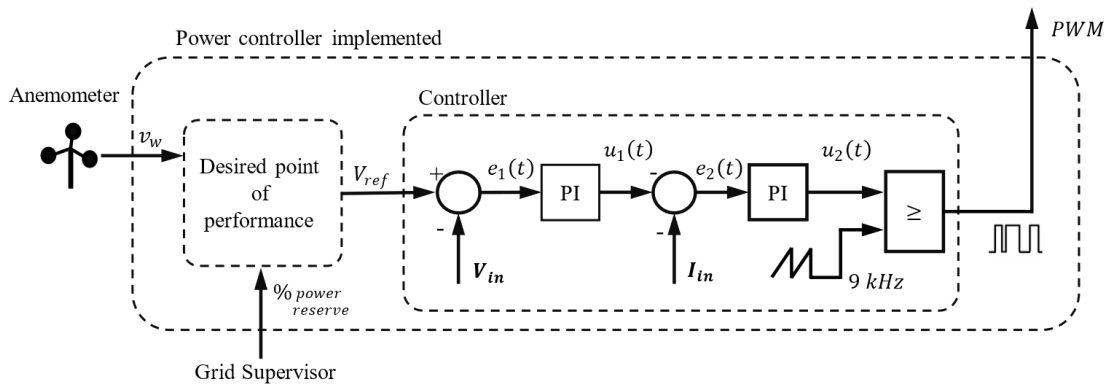 PWM
Power controller implemented
Anemometer
Controller
v_w
Desired point
of
performance
V_ref
+
-
e_1(t)
PI
u_1(t)
-
-
e_2(t)
PI
u_2(t)
≥
V_in
I_in
9 kHz
% power
reserve
Grid Supervisor